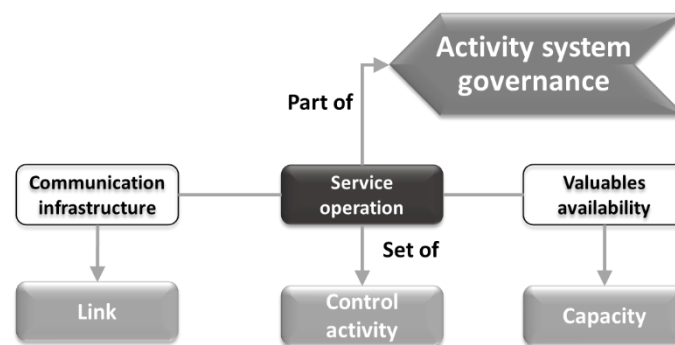 Activity system
governance
Part of
Communication
infrastructure
Service
operation
Valuables
availability
Set of
Link
Control
activity
Capacity